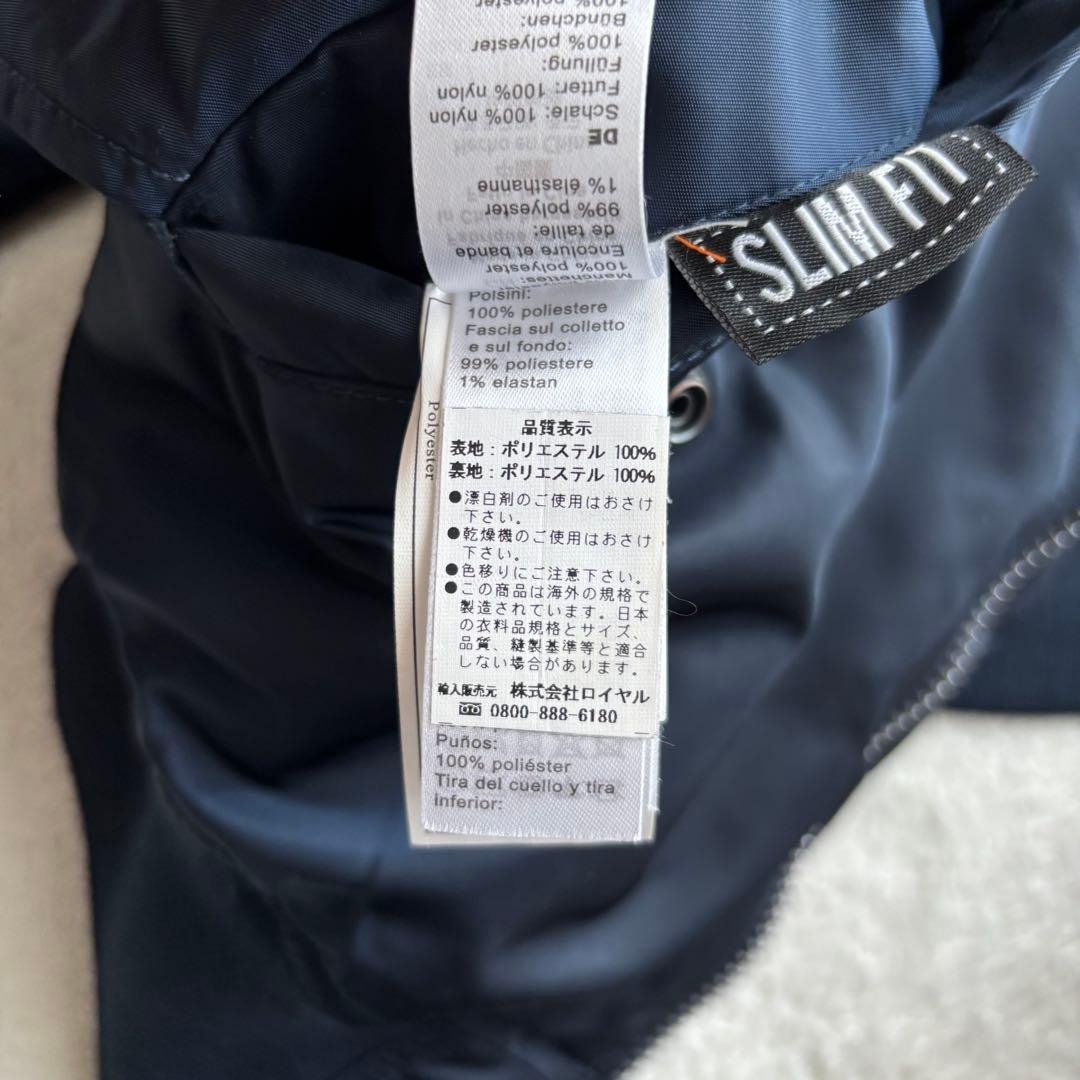 100% polyester
Bündchen:
100% polyester
Füllung:
Futter: 100% nylon
Schale: 100% nylon
DE
Hecho en China
1% élasthanne
99% polyester
de taille:
Encolure et bande
100% polyester
Manchettes:
SLIM FIT
Polsini:
100% poliestere
Fascia sul colletto
e sul fondo:
99% poliestere
1% elastan
Polyester
品質表示
表地：ポリエステル 100%
裏地：ポリエステル 100%
●漂白剤のご使用はおさけ
下さい。
●乾燥機のご使用はおさけ
下さい。
●色移りにご注意下さい。
●この商品は海外の規格で
製造されています。日本
の衣料品規格とサイズ、
品質、縫製基準等と適合
しない場合があります。
輸入販売元 株式会社ロイヤル
0800-888-6180
Puños:
100% poliéster
Tira del cuello y tira
inferior: